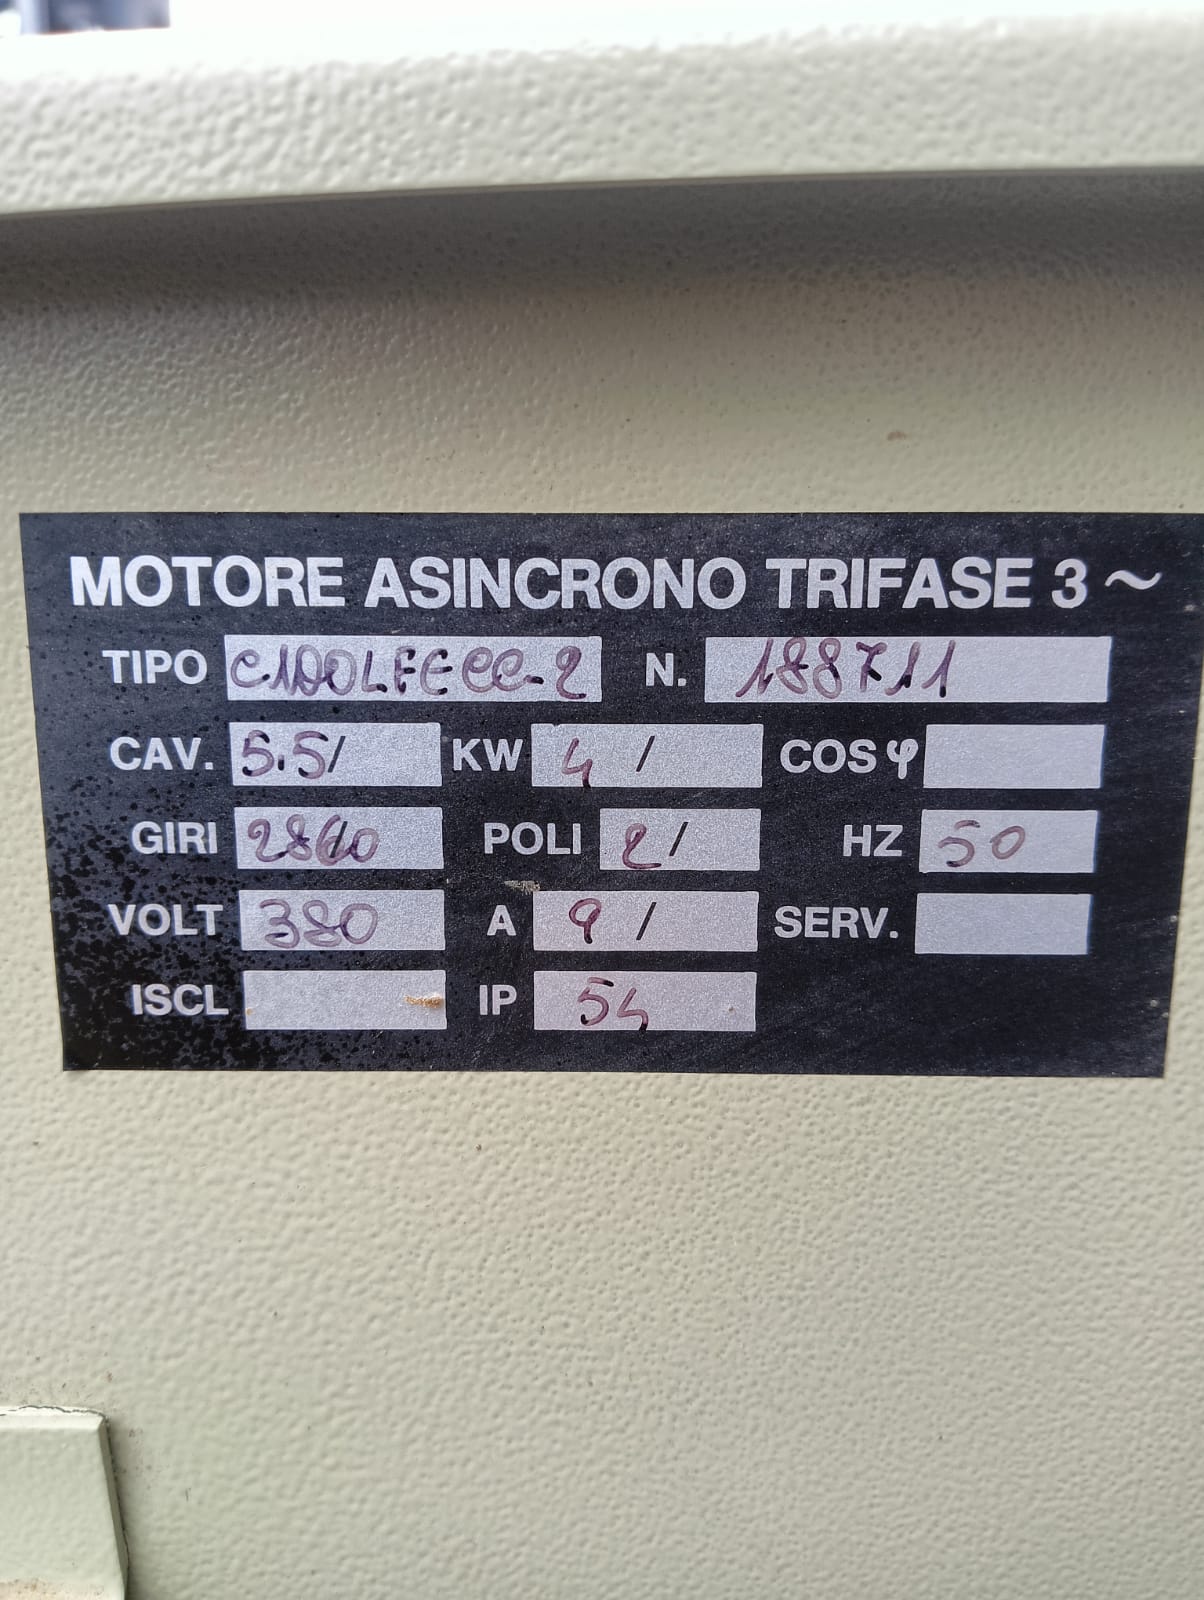 MOTORE ASINCRONO TRIFASE 3 ~
TIPO C100LFECC-2 N. 188711
CAV. 5.5/ KW 4 / COS φ
GIRI 2860 POLI 2/ HZ 50
VOLT 380 A 9 / SERV.
ISCL IP 54